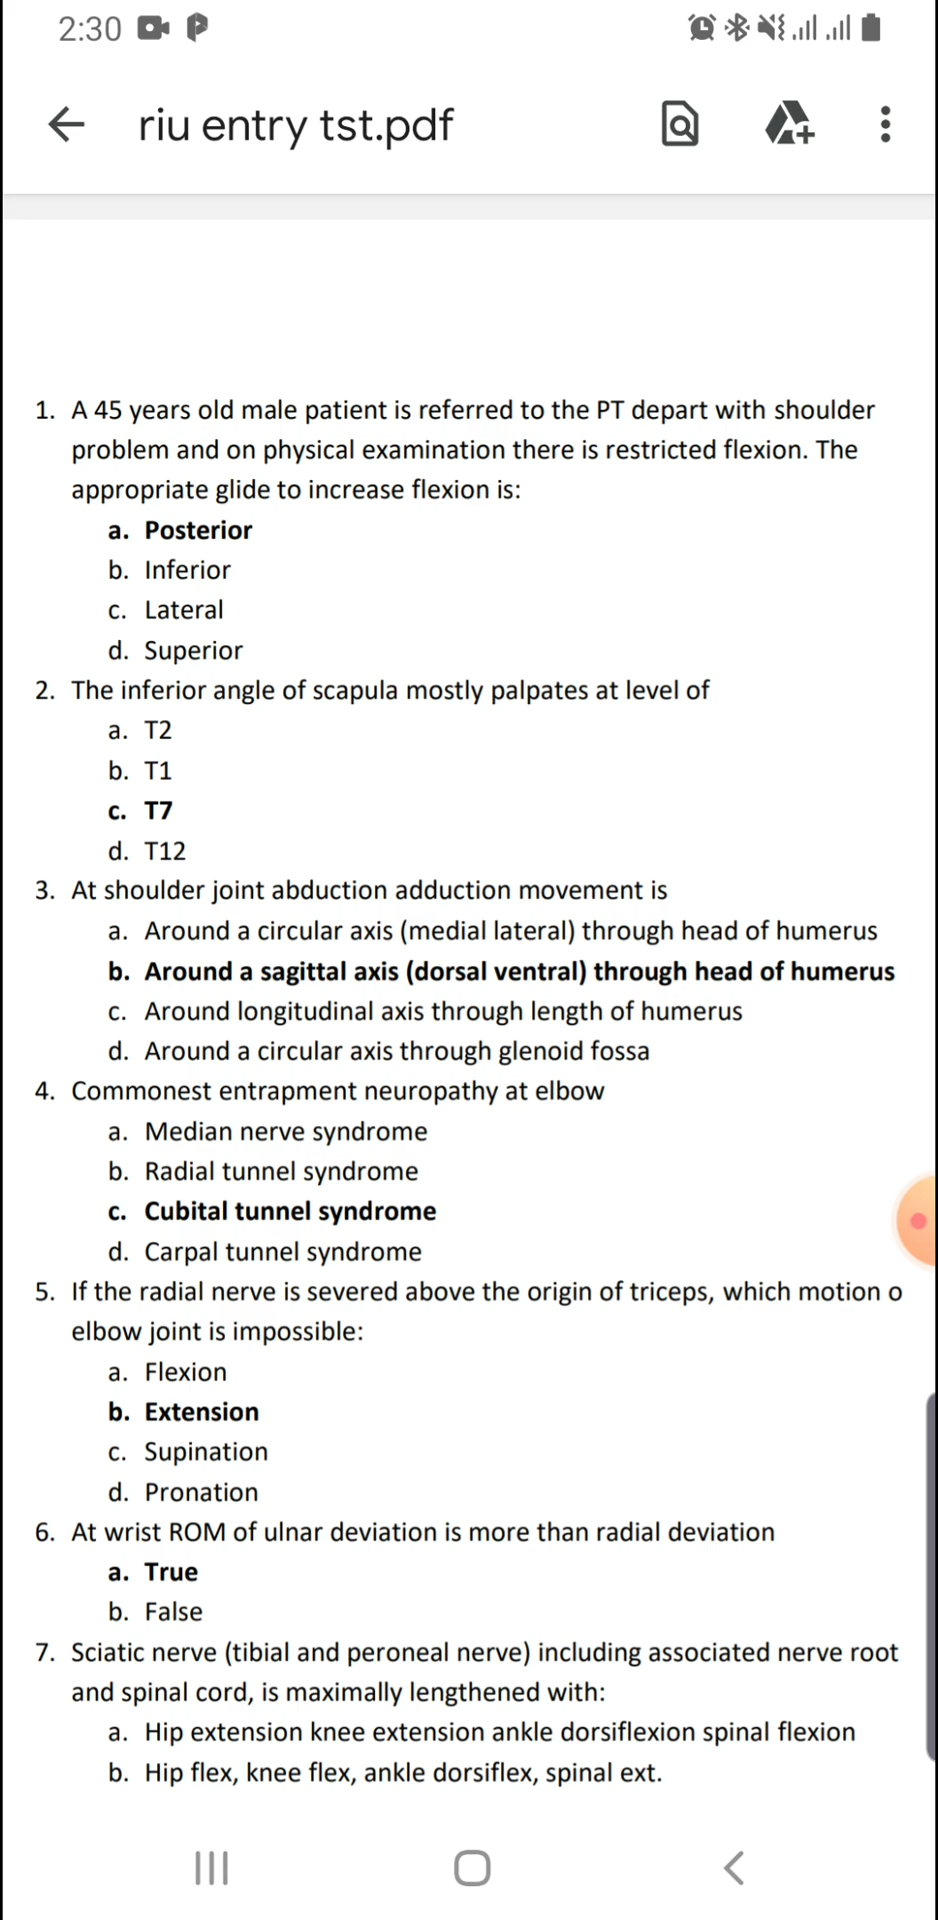 2:30
riu entry tst.pdf
1. A 45 years old male patient is referred to the PT depart with shoulder
problem and on physical examination there is restricted flexion. The
appropriate glide to increase flexion is:
a. Posterior
b. Inferior
c. Lateral
d. Superior
2. The inferior angle of scapula mostly palpates at level of
a. T2
b. T1
c. T7
d. T12
3. At shoulder joint abduction adduction movement is
a. Around a circular axis (medial lateral) through head of humerus
b. Around a sagittal axis (dorsal ventral) through head of humerus
c. Around longitudinal axis through length of humerus
d. Around a circular axis through glenoid fossa
4. Commonest entrapment neuropathy at elbow
a. Median nerve syndrome
b. Radial tunnel syndrome
c. Cubital tunnel syndrome
d. Carpal tunnel syndrome
5. If the radial nerve is severed above the origin of triceps, which motion o
elbow joint is impossible:
a. Flexion
b. Extension
c. Supination
d. Pronation
6. At wrist ROM of ulnar deviation is more than radial deviation
a. True
b. False
7. Sciatic nerve (tibial and peroneal nerve) including associated nerve root
and spinal cord, is maximally lengthened with:
a. Hip extension knee extension ankle dorsiflexion spinal flexion
b. Hip flex, knee flex, ankle dorsiflex, spinal ext.